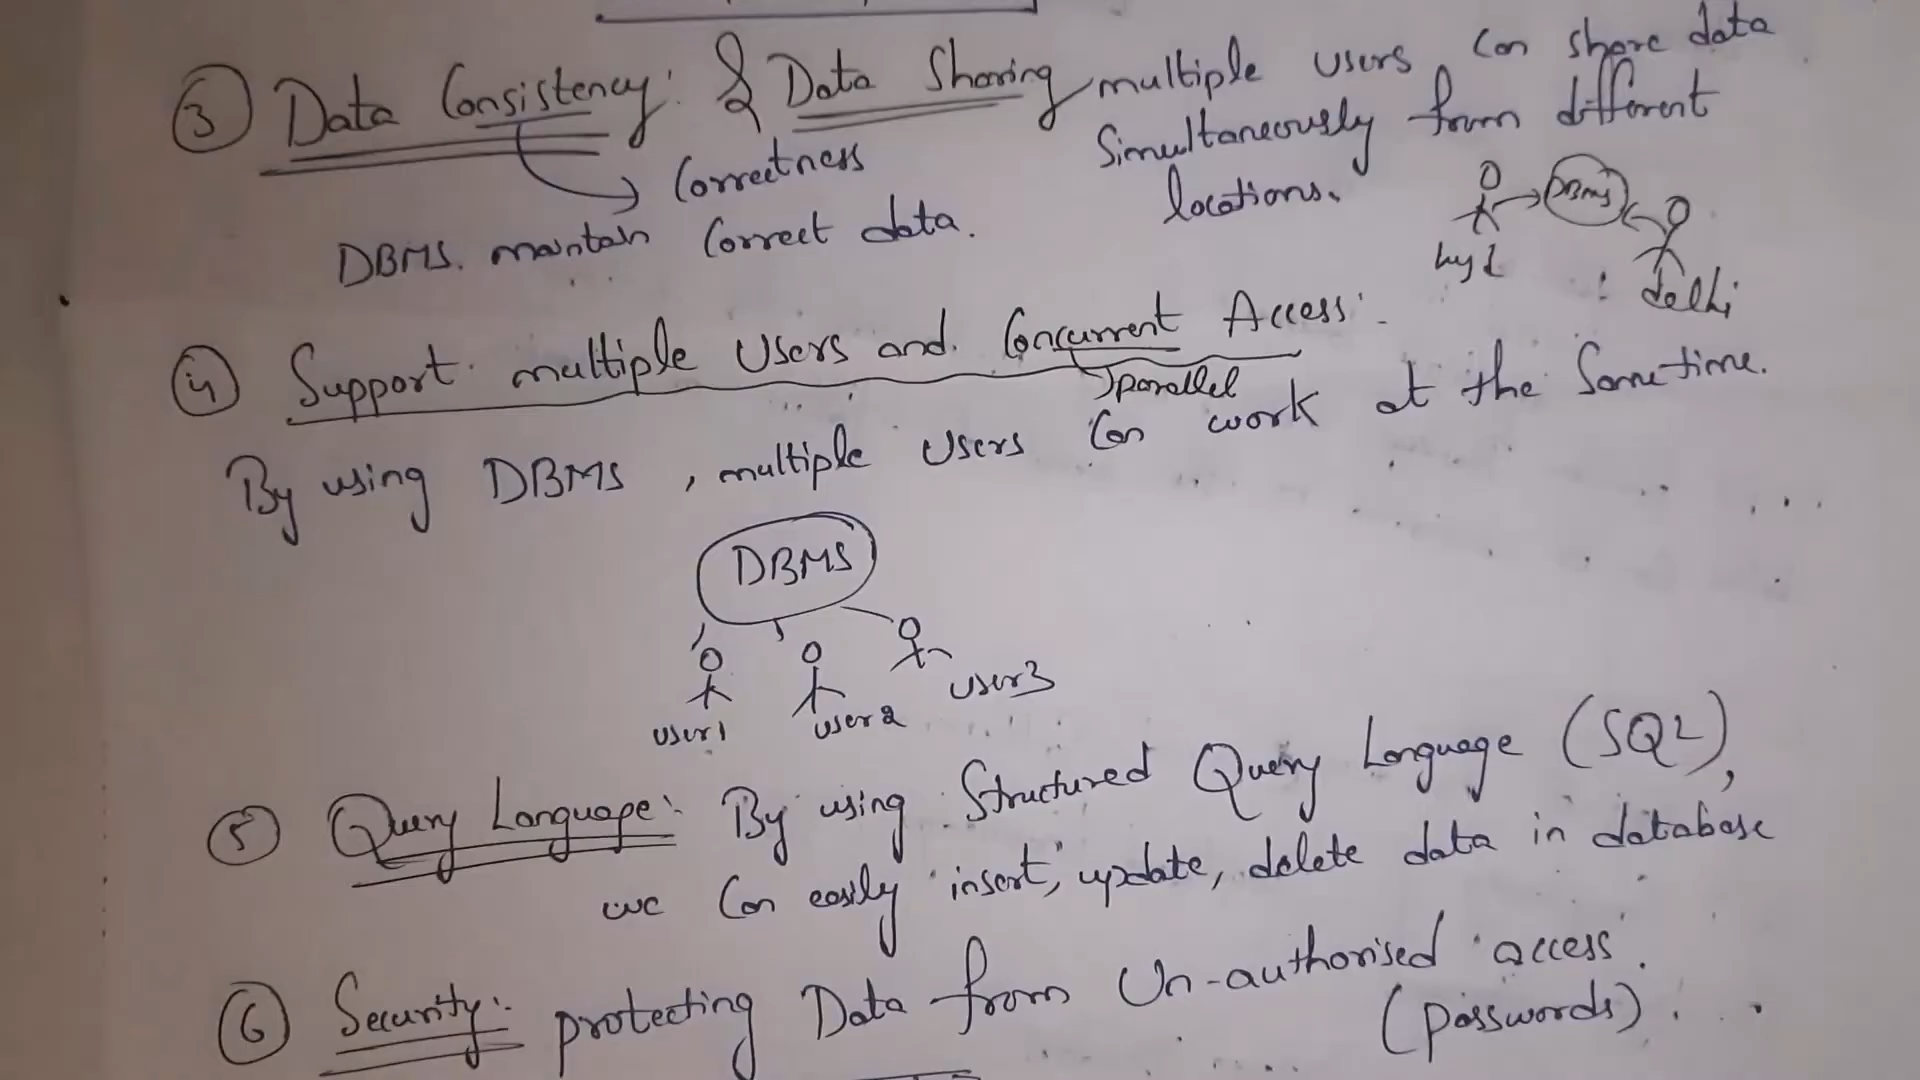 ③ Data Consistency: & Data Sharing multiple users can share data
Simultaneously from different
locations.
→ Correctness
DBMS. maintain Correct data.
DBMS
hyd
delhi
④ Support multiple Users and Concurrent Access:
→ parallel
By using DBMS, multiple users can work at the Same time.
DBMS
user1
user2
user3
⑤ Query Language: By using Structured Query Language (SQL),
we can easily insert, update, delete data in database
⑥ Security: protecting Data from Un-authorised access.
(passwords).